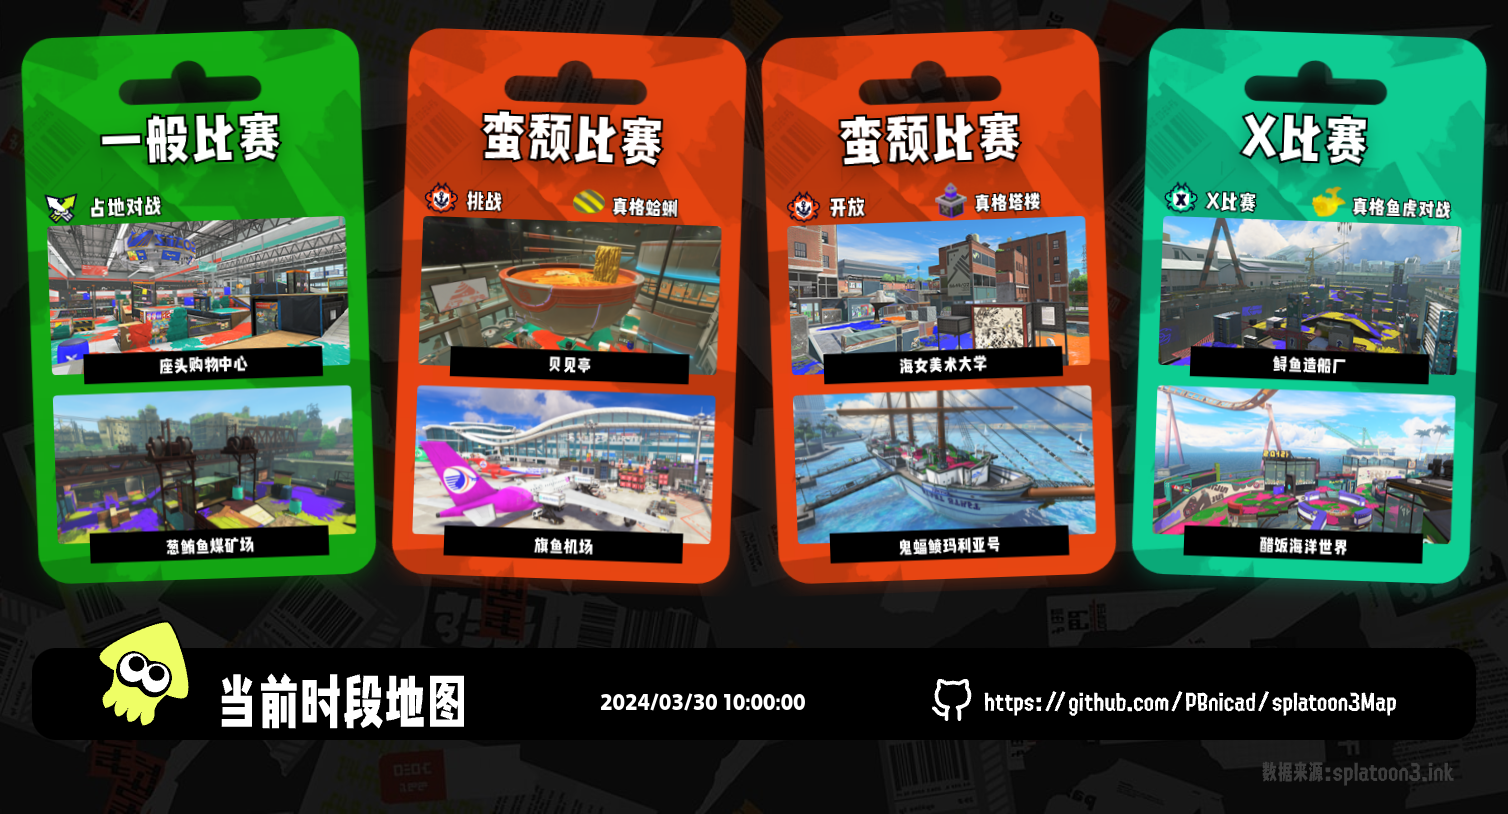 一般比赛
占地对战
座头购物中心
葱鲔鱼煤矿场
蛮颓比赛
挑战
真格蛤蜊
贝见亭
旗鱼机场
蛮颓比赛
开放
真格塔楼
海女美术大学
鬼蝠鲼玛利亚号
X比赛
X比赛
真格鱼虎对战
鲟鱼造船厂
醋饭海洋世界
当前时段地图
2024/03/30 10:00:00
https://github.com/PBnicad/splatoon3Map
数据来源:splatoon3.ink